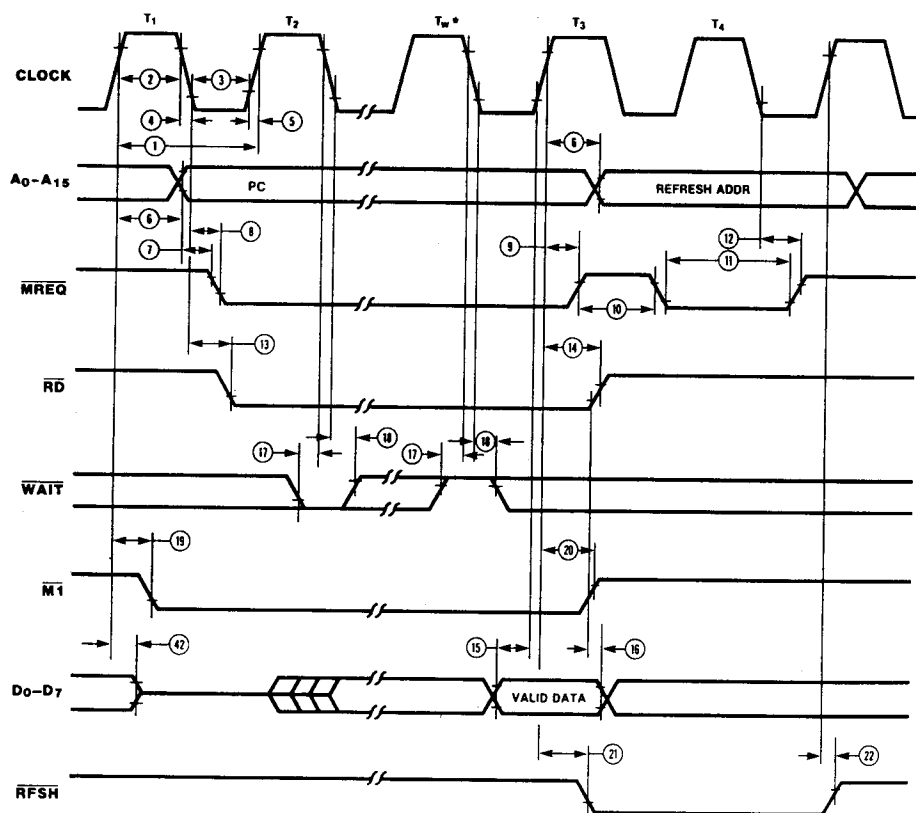 T1 T2 Tw* T3 T4
CLOCK
2 3
4 5
1 6
A0–A15 PC REFRESH ADDR
6 8
7 9 12
11
MREQ
10
13 14
RD
17 18 17 18
WAIT
19 20
M1
42 15 16
D0–D7 VALID DATA
21 22
RFSH